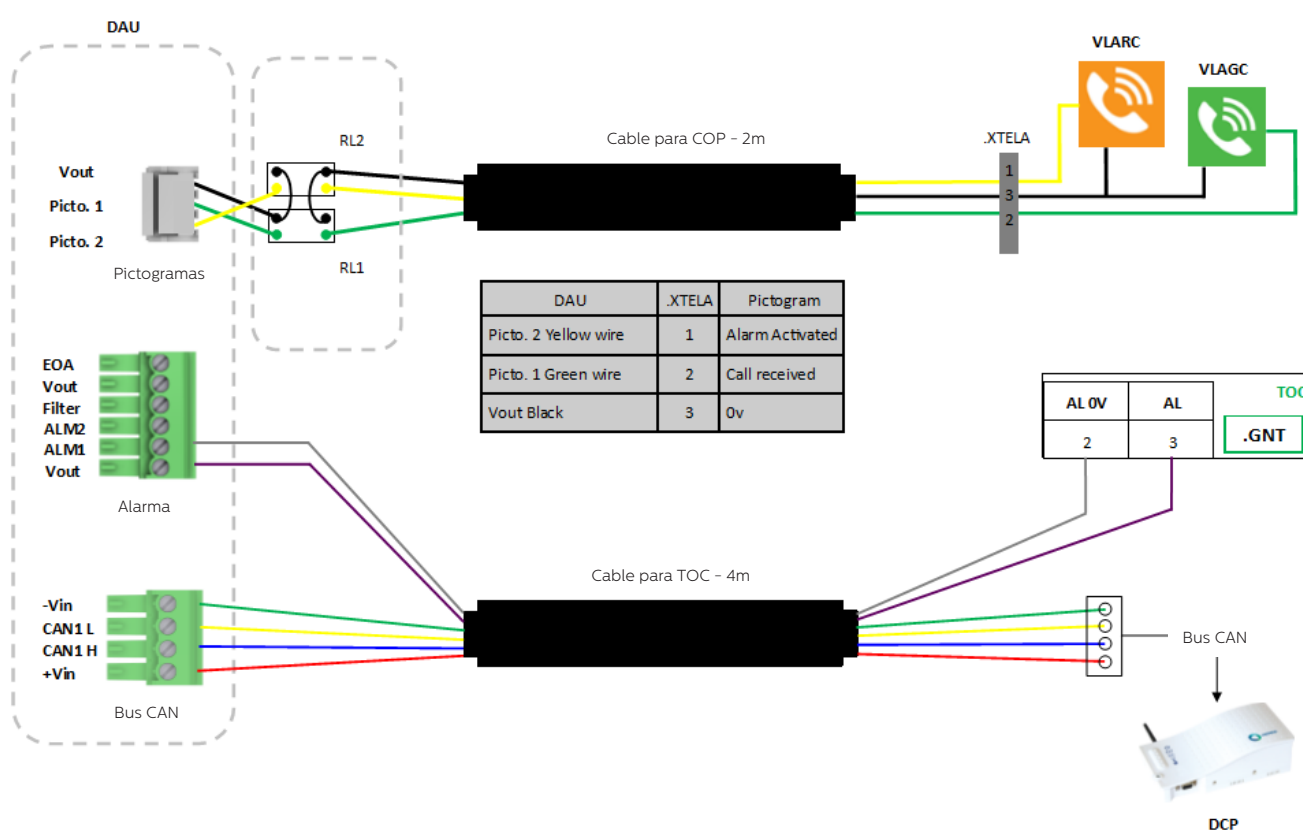 DAU
VLARC
VLAGC
RL2
Cable para COP - 2m
.XTELA
1
3
2
Vout
Picto. 1
Picto. 2
Pictogramas
RL1
DAU .XTELA Pictogram
Picto. 2 Yellow wire 1 Alarm Activated
Picto. 1 Green wire 2 Call received
Vout Black 3 0v
EOA
Vout
Filter
ALM2
ALM1
Vout
Alarma
AL 0V AL TOC
2 3 .GNT
Cable para TOC - 4m
-Vin
CAN1 L
CAN1 H
+Vin
Bus CAN
Bus CAN
DCP